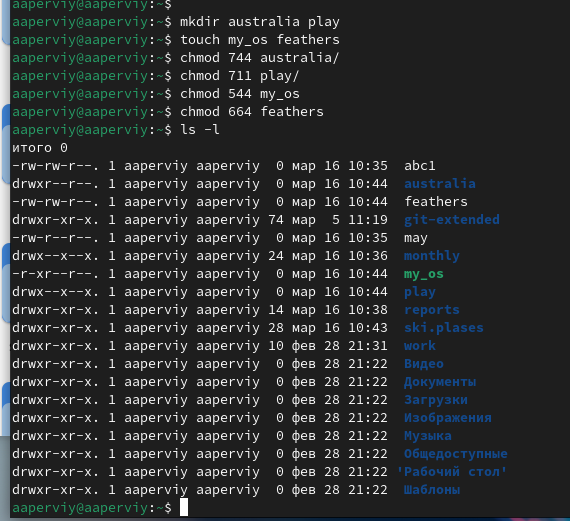 aaperviy@aaperviy:~$
aaperviy@aaperviy:~$ mkdir australia play
aaperviy@aaperviy:~$ touch my_os feathers
aaperviy@aaperviy:~$ chmod 744 australia/
aaperviy@aaperviy:~$ chmod 711 play/
aaperviy@aaperviy:~$ chmod 544 my_os
aaperviy@aaperviy:~$ chmod 664 feathers
aaperviy@aaperviy:~$ ls -l
итого 0
-rw-rw-r--. 1 aaperviy aaperviy  0 мар 16 10:35  abc1
drwxr--r--. 1 aaperviy aaperviy  0 мар 16 10:44  australia
-rw-rw-r--. 1 aaperviy aaperviy  0 мар 16 10:44  feathers
drwxr-xr-x. 1 aaperviy aaperviy 74 мар  5 11:19  git-extended
-rw-r--r--. 1 aaperviy aaperviy  0 мар 16 10:35  may
drwx--x--x. 1 aaperviy aaperviy 24 мар 16 10:36  monthly
-r-xr--r--. 1 aaperviy aaperviy  0 мар 16 10:44  my_os
drwx--x--x. 1 aaperviy aaperviy  0 мар 16 10:44  play
drwxr-xr-x. 1 aaperviy aaperviy 14 мар 16 10:38  reports
drwxr-xr-x. 1 aaperviy aaperviy 28 мар 16 10:43  ski.plases
drwxr-xr-x. 1 aaperviy aaperviy 10 фев 28 21:31  work
drwxr-xr-x. 1 aaperviy aaperviy  0 фев 28 21:22  Видео
drwxr-xr-x. 1 aaperviy aaperviy  0 фев 28 21:22  Документы
drwxr-xr-x. 1 aaperviy aaperviy  0 фев 28 21:22  Загрузки
drwxr-xr-x. 1 aaperviy aaperviy  0 фев 28 21:22  Изображения
drwxr-xr-x. 1 aaperviy aaperviy  0 фев 28 21:22  Музыка
drwxr-xr-x. 1 aaperviy aaperviy  0 фев 28 21:22  Общедоступные
drwxr-xr-x. 1 aaperviy aaperviy  0 фев 28 21:22 'Рабочий стол'
drwxr-xr-x. 1 aaperviy aaperviy  0 фев 28 21:22  Шаблоны
aaperviy@aaperviy:~$